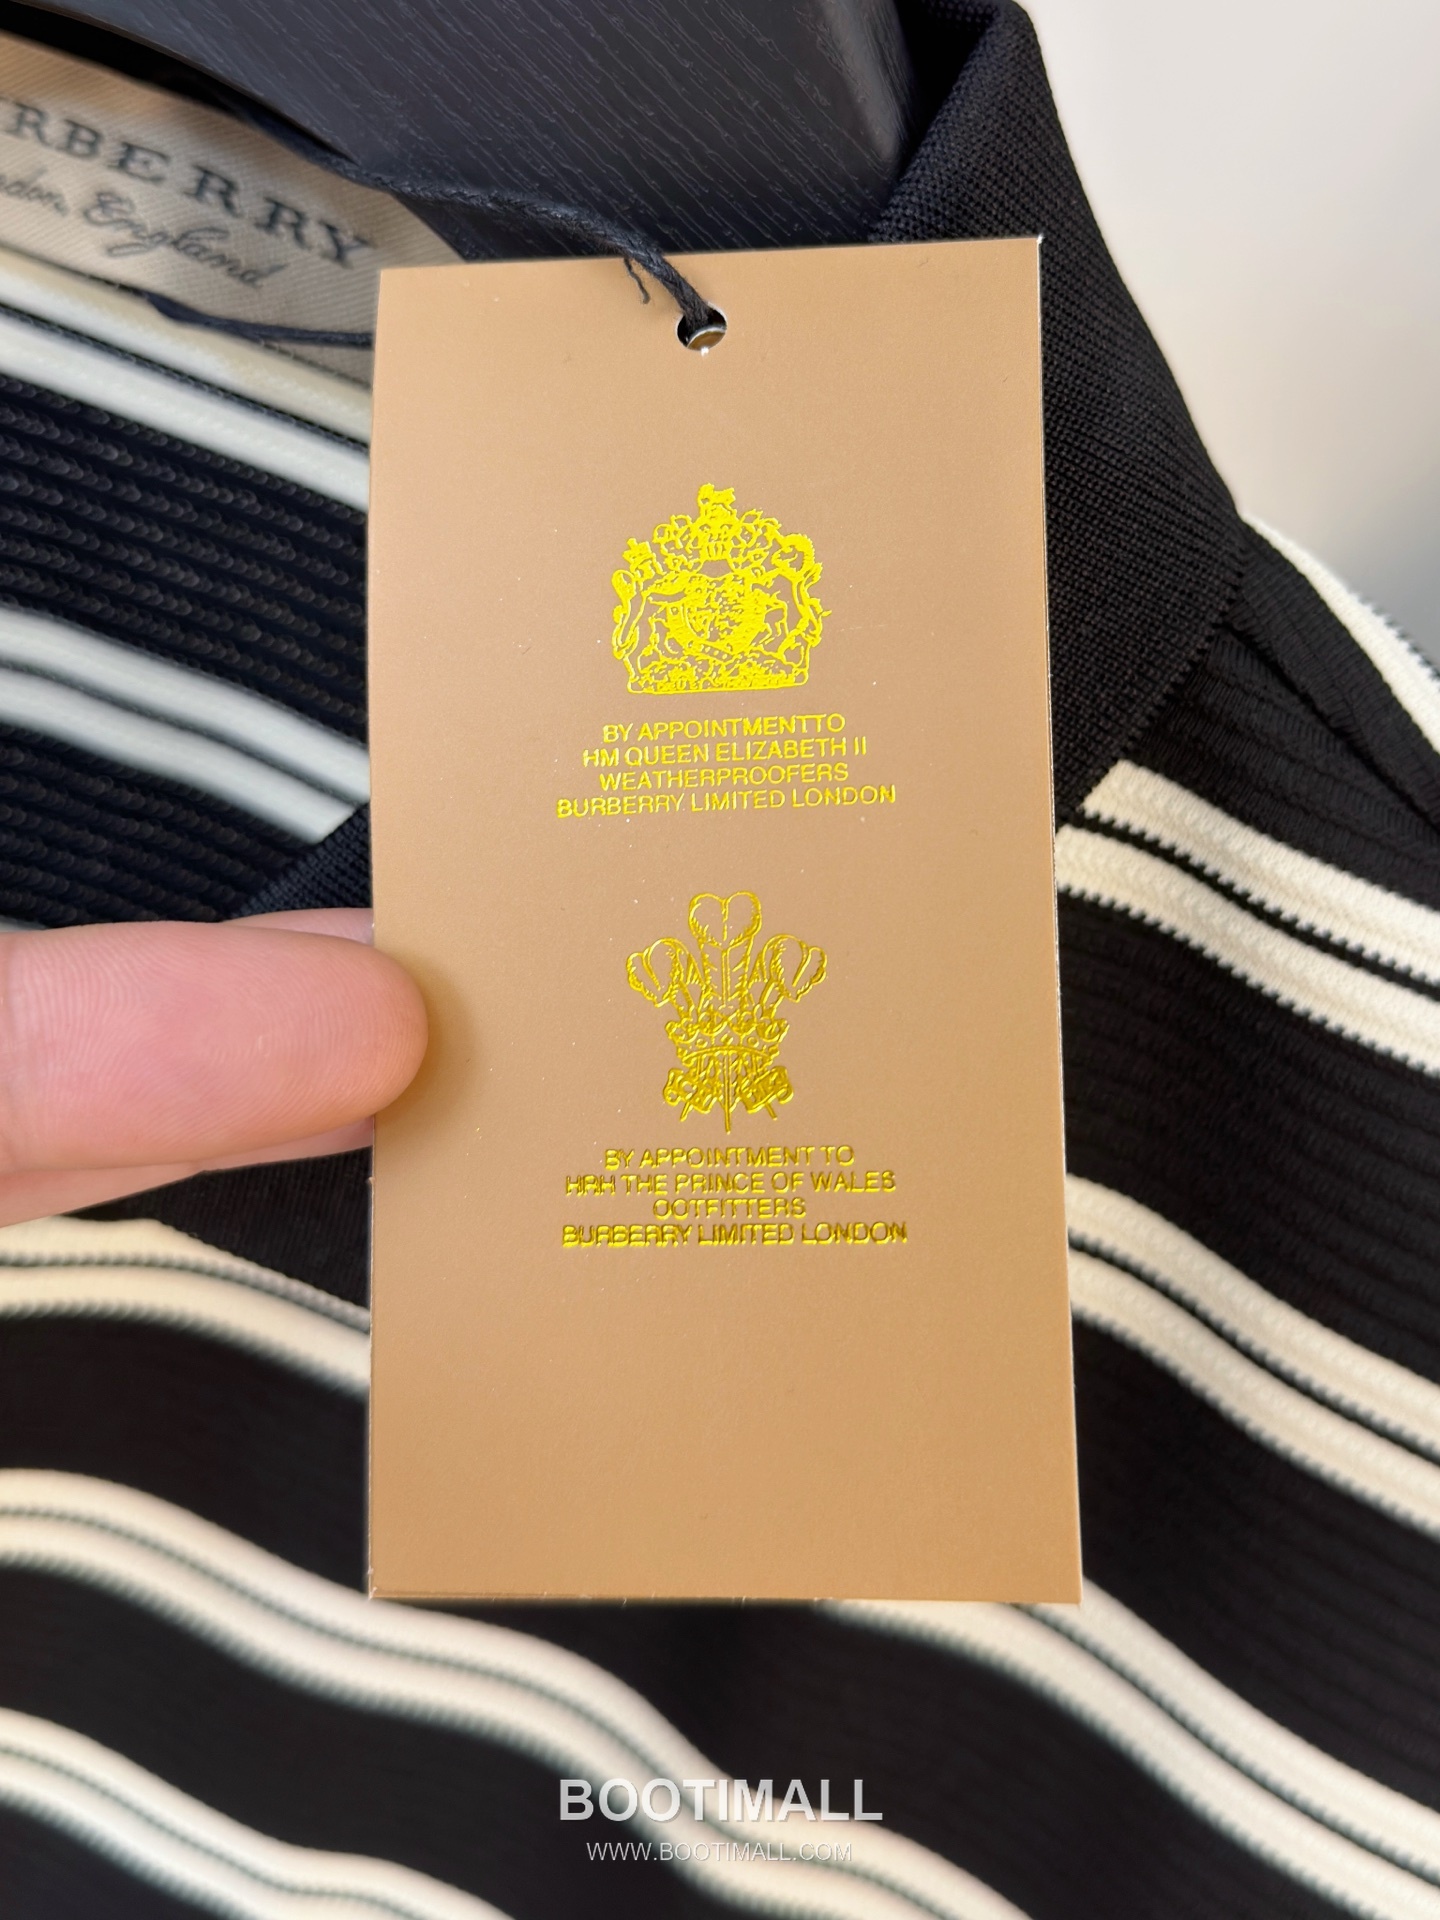 RBERRY
England
BY APPOINTMENTTO
HM QUEEN ELIZABETH II
WEATHERPROOFERS
BURBERRY LIMITED LONDON
BY APPOINTMENT TO
HRH THE PRINCE OF WALES
OOTFITTERS
BURBERRY LIMITED LONDON
BOOTIMALL
WWW.BOOTIMALL.COM